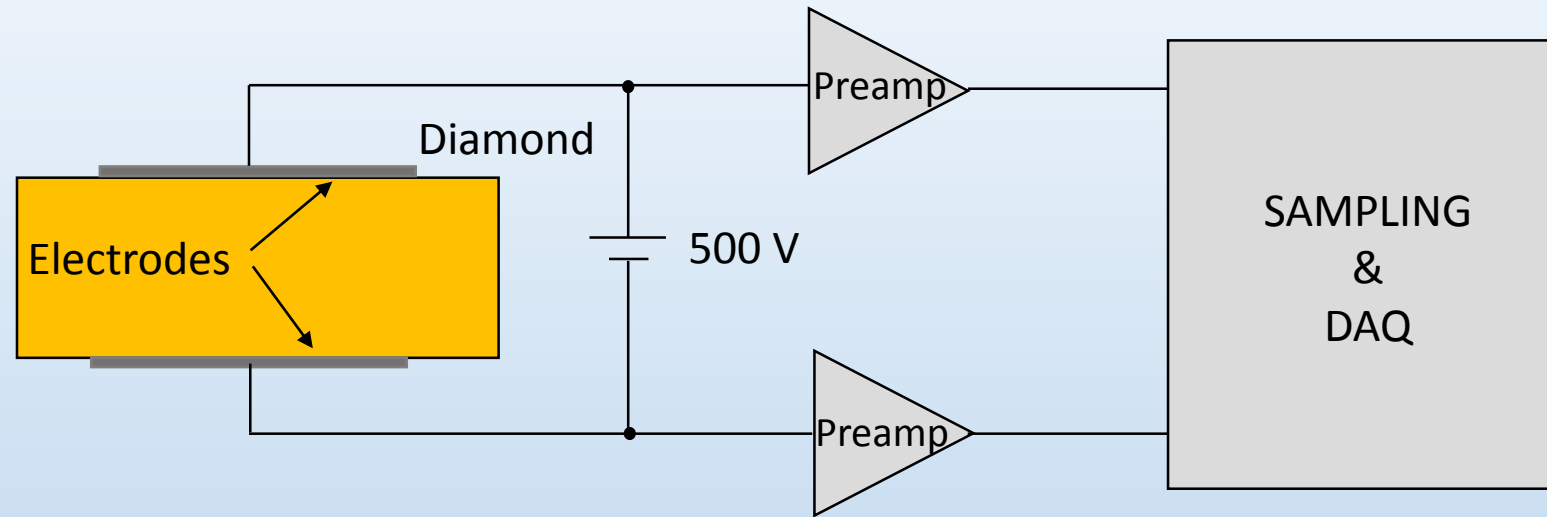 Preamp
Diamond
Electrodes
500 V
SAMPLING
&
DAQ
Preamp